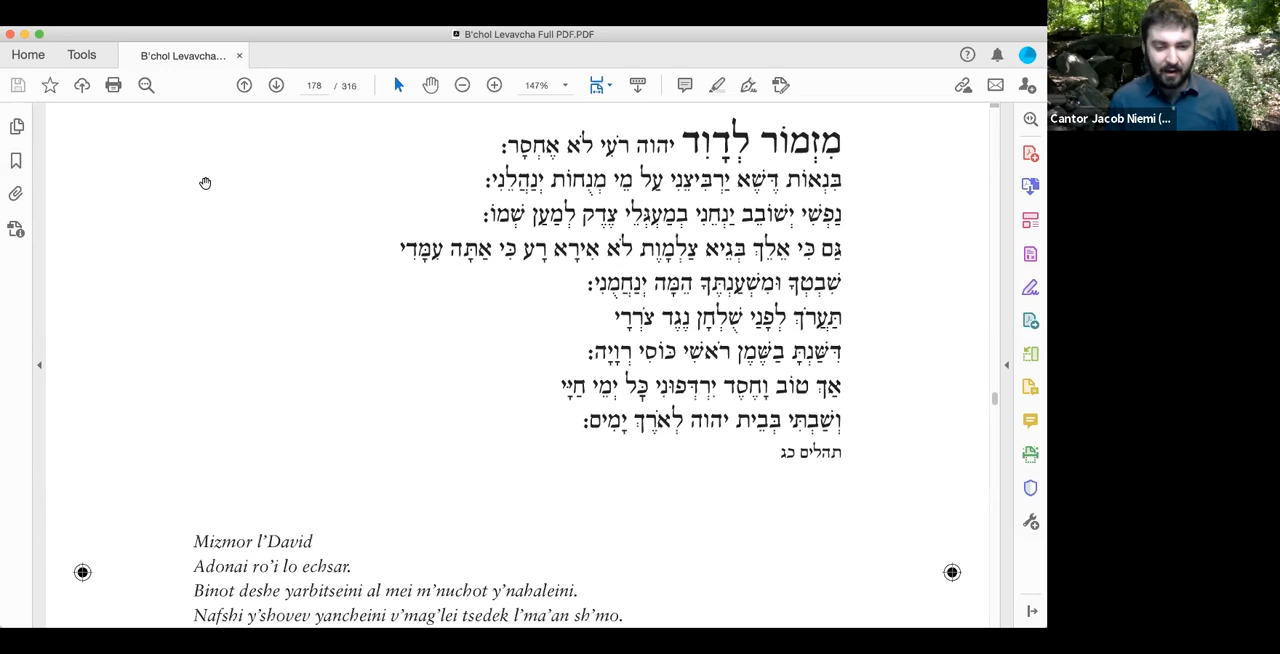 B'chol Levavcha Full PDF.PDF
Home Tools B'chol Levavcha... ×
178 / 316 147%
Cantor Jacob Niemi (...
מִזְמוֹר לְדָוִד יהוה רֹעִי לֹא אֶחְסָר:
בִּנְאוֹת דֶּשֶׁא יַרְבִּיצֵנִי עַל מֵי מְנֻחוֹת יְנַהֲלֵנִי:
נַפְשִׁי יְשׁוֹבֵב יַנְחֵנִי בְמַעְגְּלֵי צֶדֶק לְמַעַן שְׁמוֹ:
גַּם כִּי אֵלֵךְ בְּגֵיא צַלְמָוֶת לֹא אִירָא רָע כִּי אַתָּה עִמָּדִי
שִׁבְטְךָ וּמִשְׁעַנְתֶּךָ הֵמָּה יְנַחֲמֻנִי:
תַּעֲרֹךְ לְפָנַי שֻׁלְחָן נֶגֶד צֹרְרָי
דִּשַּׁנְתָּ בַשֶּׁמֶן רֹאשִׁי כּוֹסִי רְוָיָה:
אַךְ טוֹב וָחֶסֶד יִרְדְּפוּנִי כׇּל יְמֵי חַיָּי
וְשַׁבְתִּי בְּבֵית יהוה לְאֹרֶךְ יָמִים:
תהלים כג
Mizmor l'David
Adonai ro'i lo echsar.
Binot deshe yarbitseini al mei m'nuchot y'nahaleini.
Nafshi y'shovev yancheini v'mag'lei tsedek l'ma'an sh'mo.